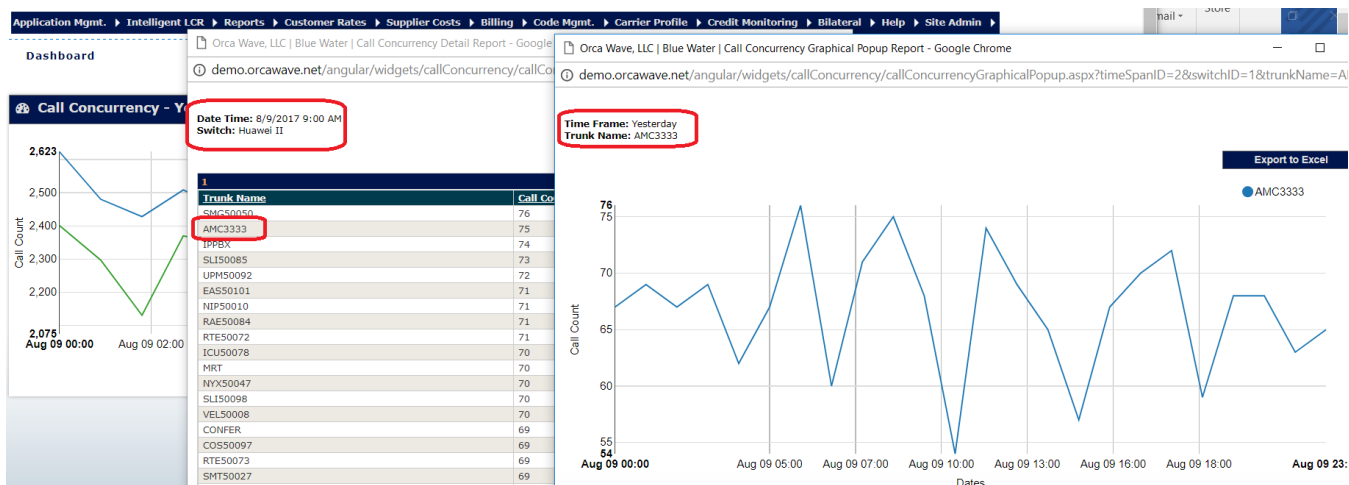 Application Mgmt. Intelligent LCR Reports Customer Rates Supplier Costs Billing Code Mgmt. Carrier Profile Credit Monitoring Bilateral Help Site Admin
mail
Store
Dashboard
Call Concurrency - Y
2,623
2,500
2,400
2,300
2,200
2,075
Call Count
Aug 09 00:00 Aug 09 02:00
Orca Wave, LLC | Blue Water | Call Concurrency Detail Report - Google
demo.orcawave.net/angular/widgets/callConcurrency/callCo
Date Time: 8/9/2017 9:00 AM
Switch: Huawei II
1
Trunk Name Call Co
SMG50050 76
AMC3333 75
IPPBX 74
SLI50085 73
UPM50092 72
EAS50101 71
NIP50010 71
RAE50084 71
RTE50072 71
ICU50078 70
MRT 70
NYX50047 70
SLI50098 70
VEL50008 70
CONFER 69
COS50097 69
RTE50073 69
SMT50027 69
Orca Wave, LLC | Blue Water | Call Concurrency Graphical Popup Report - Google Chrome
demo.orcawave.net/angular/widgets/callConcurrency/callConcurrencyGraphicalPopup.aspx?timeSpanID=2&switchID=1&trunkName=A
Time Frame: Yesterday
Trunk Name: AMC3333
Export to Excel
AMC3333
76
75
70
65
60
55
54
Call Count
Aug 09 00:00 Aug 09 05:00 Aug 09 07:00 Aug 09 10:00 Aug 09 13:00 Aug 09 16:00 Aug 09 18:00 Aug 09 23:
Dates